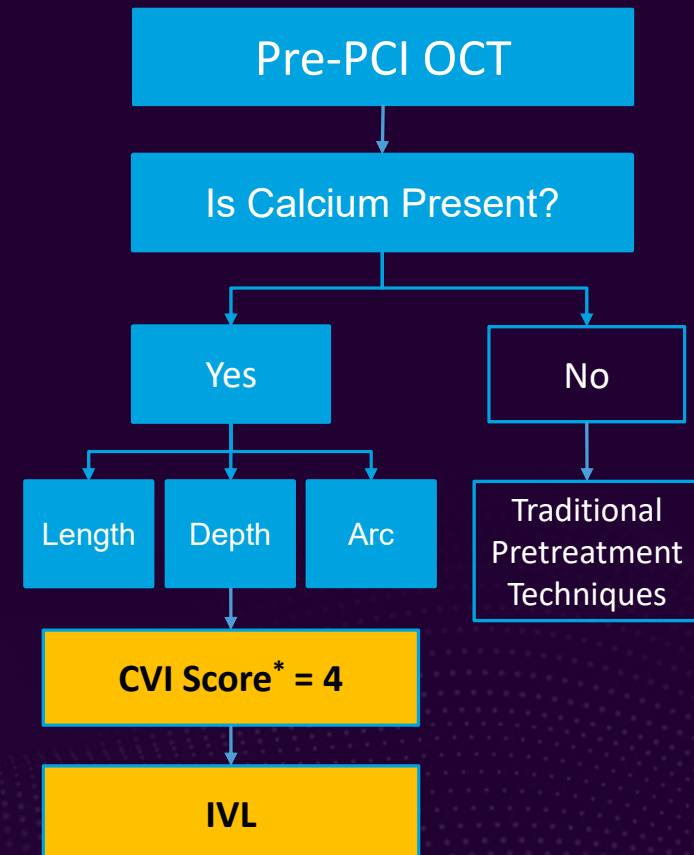 Pre-PCI OCT
Is Calcium Present?
Yes
No
Length
Depth
Arc
Traditional
Pretreatment
Techniques
CVI Score* = 4
IVL